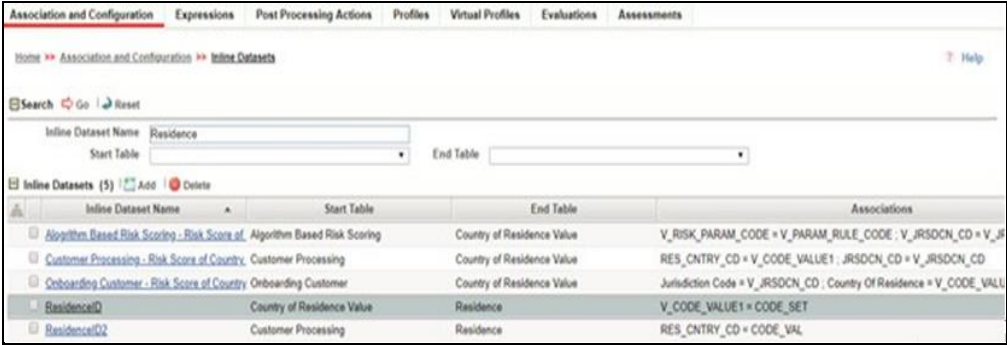 Association and Configuration Expressions Post Processing Actions Profiles Virtual Profiles Evaluations Assessments
Home >> Association and Configuration >> Inline Datasets ? Help
Search Go Reset
Inline Dataset Name Residence
Start Table End Table
Inline Datasets (5) Add Delete
Inline Dataset Name Start Table End Table Associations
Alogrithm Based Risk Scoring - Risk Score of Algorithm Based Risk Scoring Country of Residence Value V_RISK_PARAM_CODE = V_PARAM_RULE_CODE ; V_JRSDCN_CD = V_JF
Customer Processing - Risk Score of Country Customer Processing Country of Residence Value RES_CNTRY_CD = V_CODE_VALUE1 ; JRSDCN_CD = V_JRSDCN_CD
Onboarding Customer - Risk Score of Country Onboarding Customer Country of Residence Value Jurisdiction Code = V_JRSDCN_CD ; Country Of Residence = V_CODE_VALU
ResidenceID Country of Residence Value Residence V_CODE_VALUE1 = CODE_SET
ResidenceID2 Customer Processing Residence RES_CNTRY_CD = CODE_VAL